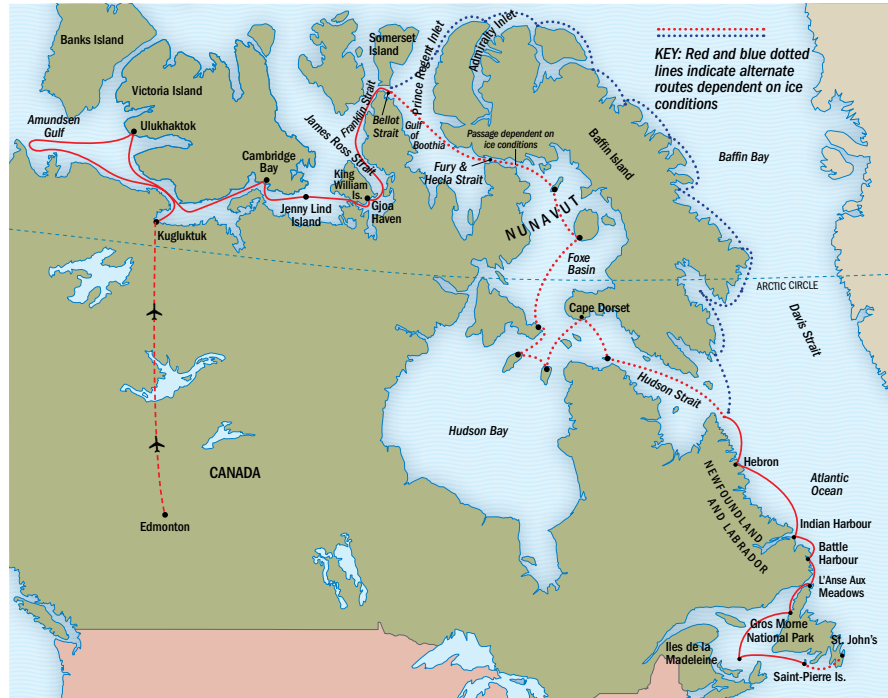 Banks Island
Victoria Island
Amundsen
Gulf
Ulukhaktok
Cambridge
Bay
Kugluktuk
Jenny Lind
Island
King
William
Is.
Gjoa
Haven
James Ross Strait
Franklin Strait
Somerset
Island
Bellot
Strait
Prince Regent Inlet
Gulf
of
Boothia
Admiralty Inlet
Passage dependent on
ice conditions
Fury &
Hecla Strait
Baffin Island
NUNAVUT
KEY: Red and blue dotted
lines indicate alternate
routes dependent on ice
conditions
Baffin Bay
Foxe
Basin
ARCTIC CIRCLE
Cape Dorset
Davis Strait
Hudson Strait
Hudson Bay
CANADA
Edmonton
Hebron
NEWFOUNDLAND
AND LABRADOR
Atlantic
Ocean
Indian Harbour
Battle
Harbour
L'Anse Aux
Meadows
Gros Morne
National Park
Iles de la
Madeleine
St. John's
Saint-Pierre Is.